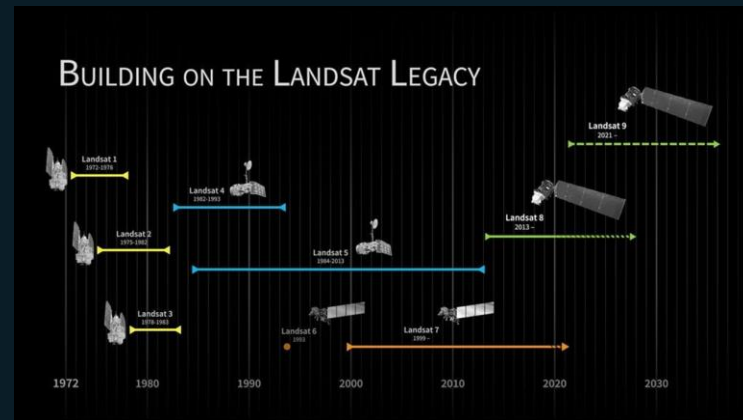 BUILDING ON THE LANDSAT LEGACY
Landsat 9
2021 –
Landsat 1
1972-1978
Landsat 4
1982-1993
Landsat 8
2013 –
Landsat 2
1975-1982
Landsat 5
1984-2013
Landsat 3
1978-1983
Landsat 6
1993
Landsat 7
1999 –
1972
1980
1990
2000
2010
2020
2030